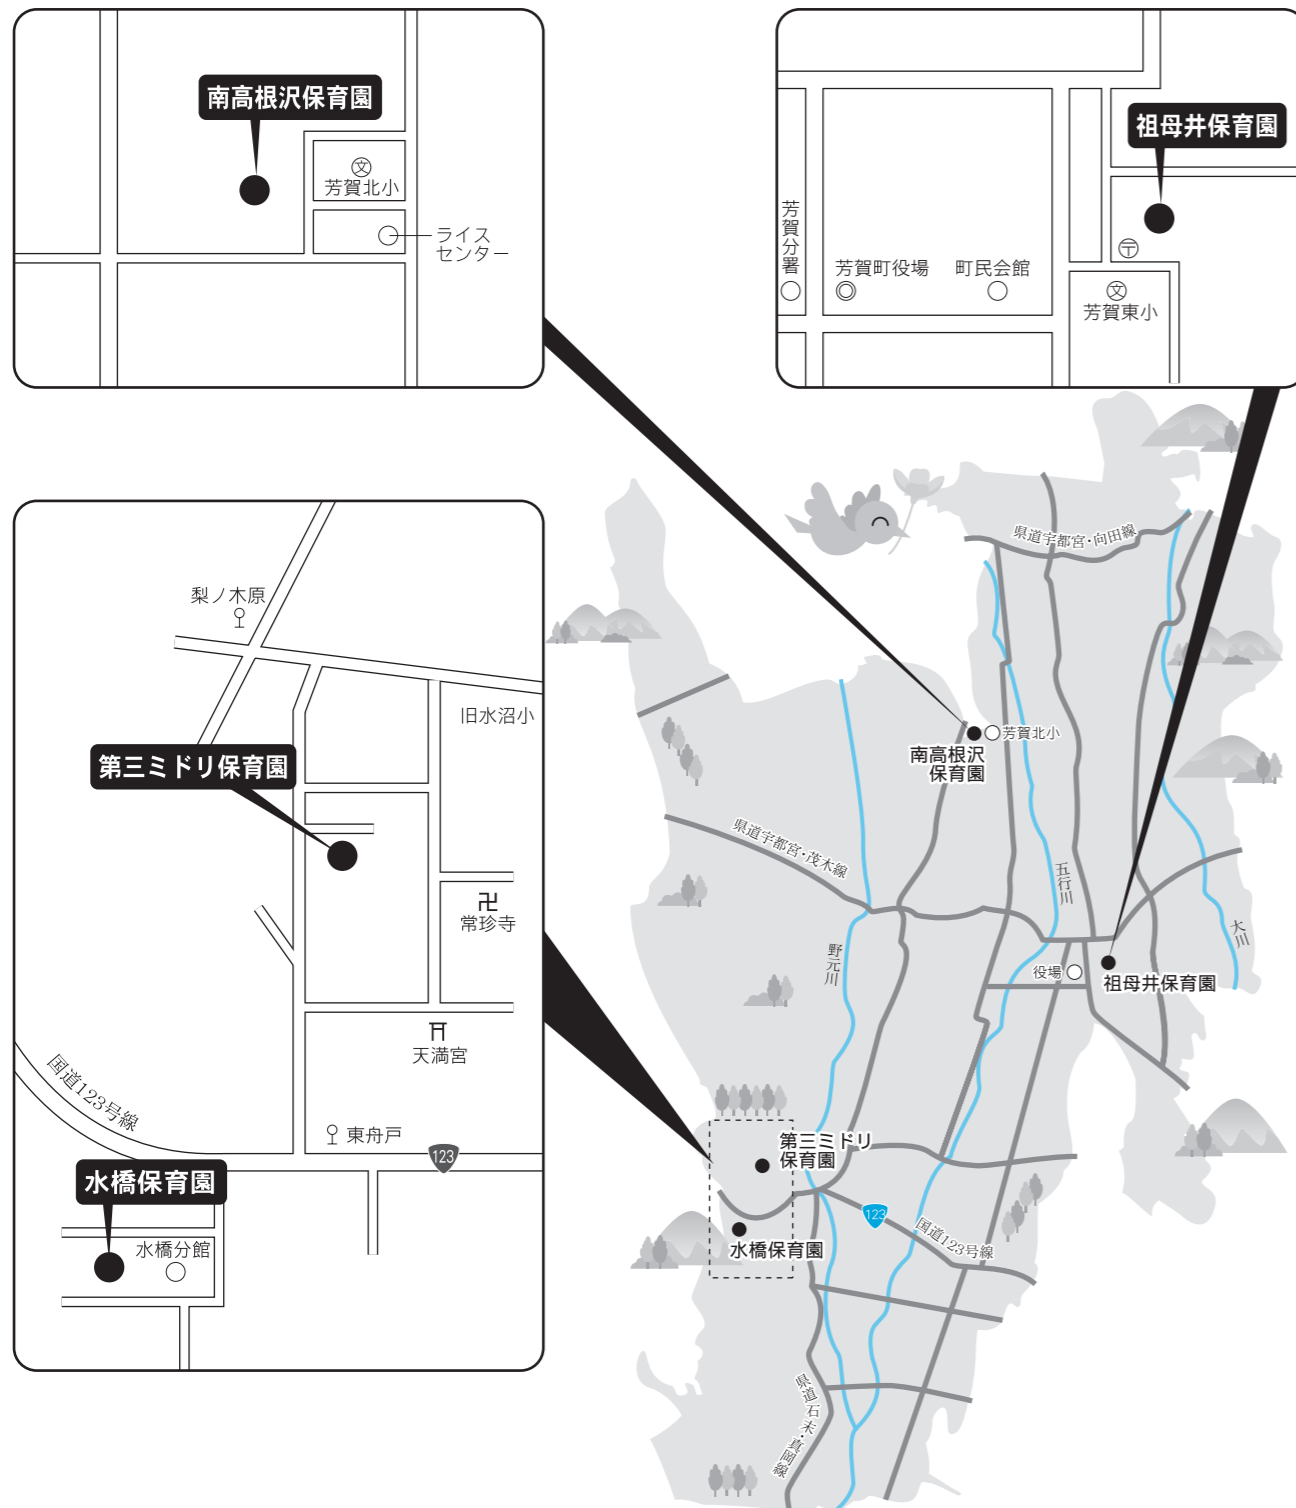 南高根沢保育園
芳賀北小
ライス
センター
祖母井保育園
芳賀分署
芳賀町役場
町民会館
芳賀東小
梨ノ木原
旧水沼小
第三ミドリ保育園
常珍寺
天満宮
国道123号線
東舟戸
123
水橋保育園
水橋分館
県道宇都宮・向田線
芳賀北小
南高根沢
保育園
県道宇都宮・茂木線
五行川
大川
野元川
役場
祖母井保育園
第三ミドリ
保育園
123
国道123号線
水橋保育園
県道石末・真岡線